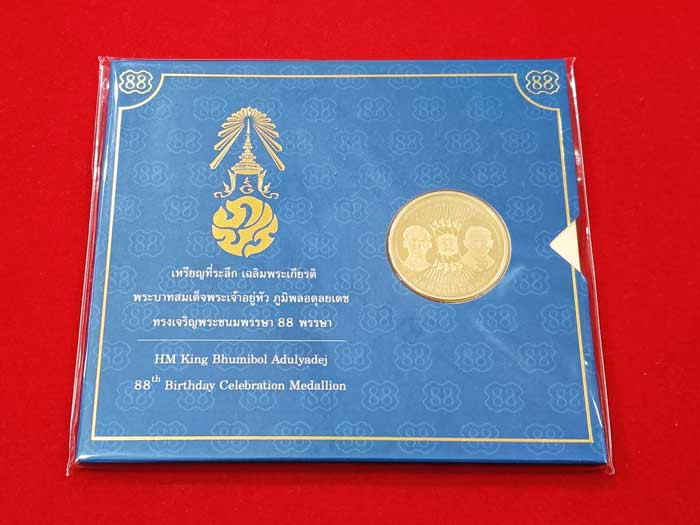 88 88
เหรียญที่ระลึก เฉลิมพระเกียรติ
พระบาทสมเด็จพระเจ้าอยู่หัว ภูมิพลอดุลยเดช
ทรงเจริญพระชนมพรรษา 88 พรรษา
HM King Bhumibol Adulyadej
88th Birthday Celebration Medallion